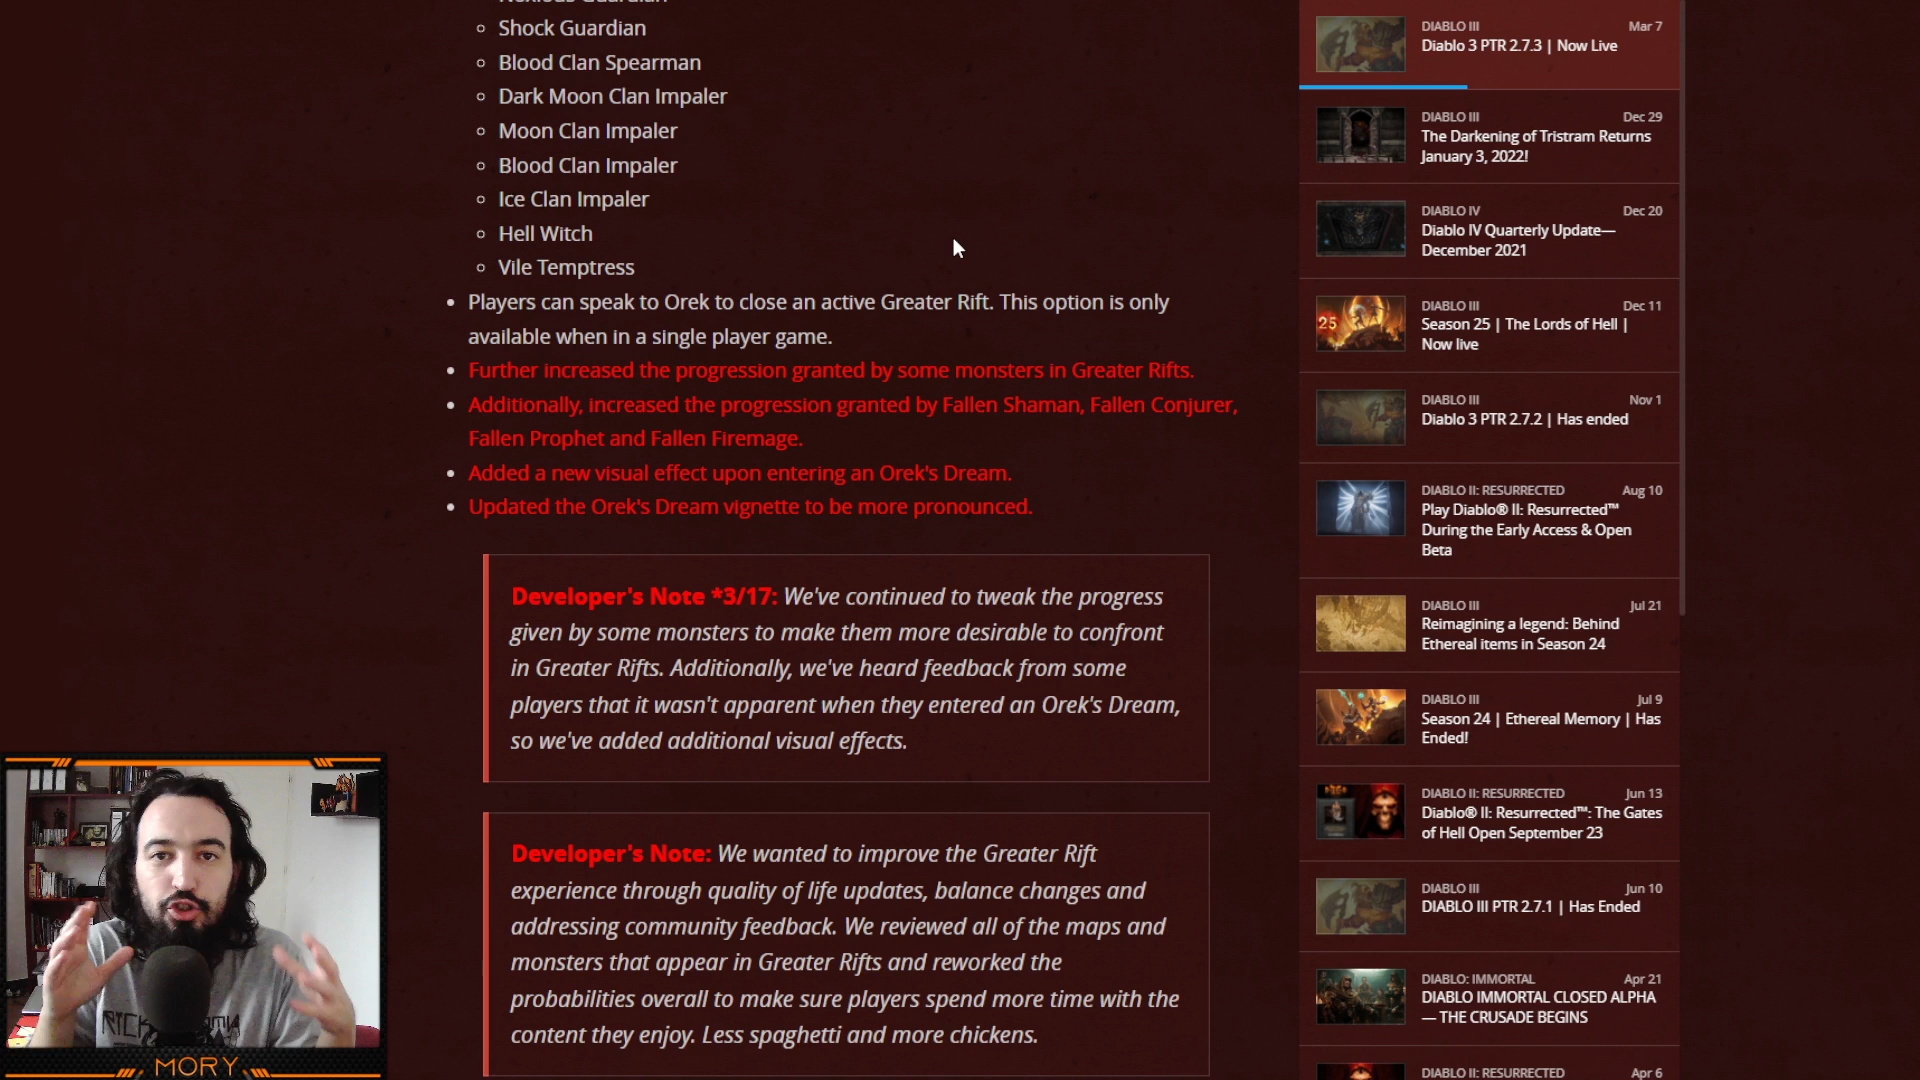 Shock Guardian
Blood Clan Spearman
Dark Moon Clan Impaler
Moon Clan Impaler
Blood Clan Impaler
Ice Clan Impaler
Hell Witch
Vile Temptress
Players can speak to Orek to close an active Greater Rift. This option is only
available when in a single player game.
Further increased the progression granted by some monsters in Greater Rifts.
Additionally, increased the progression granted by Fallen Shaman, Fallen Conjurer,
Fallen Prophet and Fallen Firemage.
Added a new visual effect upon entering an Orek's Dream.
Updated the Orek's Dream vignette to be more pronounced.
Developer's Note *3/17: We've continued to tweak the progress
given by some monsters to make them more desirable to confront
in Greater Rifts. Additionally, we've heard feedback from some
players that it wasn't apparent when they entered an Orek's Dream,
so we've added additional visual effects.
Developer's Note: We wanted to improve the Greater Rift
experience through quality of life updates, balance changes and
addressing community feedback. We reviewed all of the maps and
monsters that appear in Greater Rifts and reworked the
probabilities overall to make sure players spend more time with the
content they enjoy. Less spaghetti and more chickens.
DIABLO III Mar 7
Diablo 3 PTR 2.7.3 | Now Live
DIABLO III Dec 29
The Darkening of Tristram Returns
January 3, 2022!
DIABLO IV Dec 20
Diablo IV Quarterly Update—
December 2021
25
DIABLO III Dec 11
Season 25 | The Lords of Hell |
Now live
DIABLO III Nov 1
Diablo 3 PTR 2.7.2 | Has ended
DIABLO II: RESURRECTED Aug 10
Play Diablo® II: Resurrected™
During the Early Access & Open
Beta
DIABLO III Jul 21
Reimagining a legend: Behind
Ethereal items in Season 24
DIABLO III Jul 9
Season 24 | Ethereal Memory | Has
Ended!
DIABLO II: RESURRECTED Jun 13
Diablo® II: Resurrected™: The Gates
of Hell Open September 23
DIABLO III Jun 10
DIABLO III PTR 2.7.1 | Has Ended
DIABLO: IMMORTAL Apr 21
DIABLO IMMORTAL CLOSED ALPHA
— THE CRUSADE BEGINS
DIABLO II: RESURRECTED Apr 6
MORY